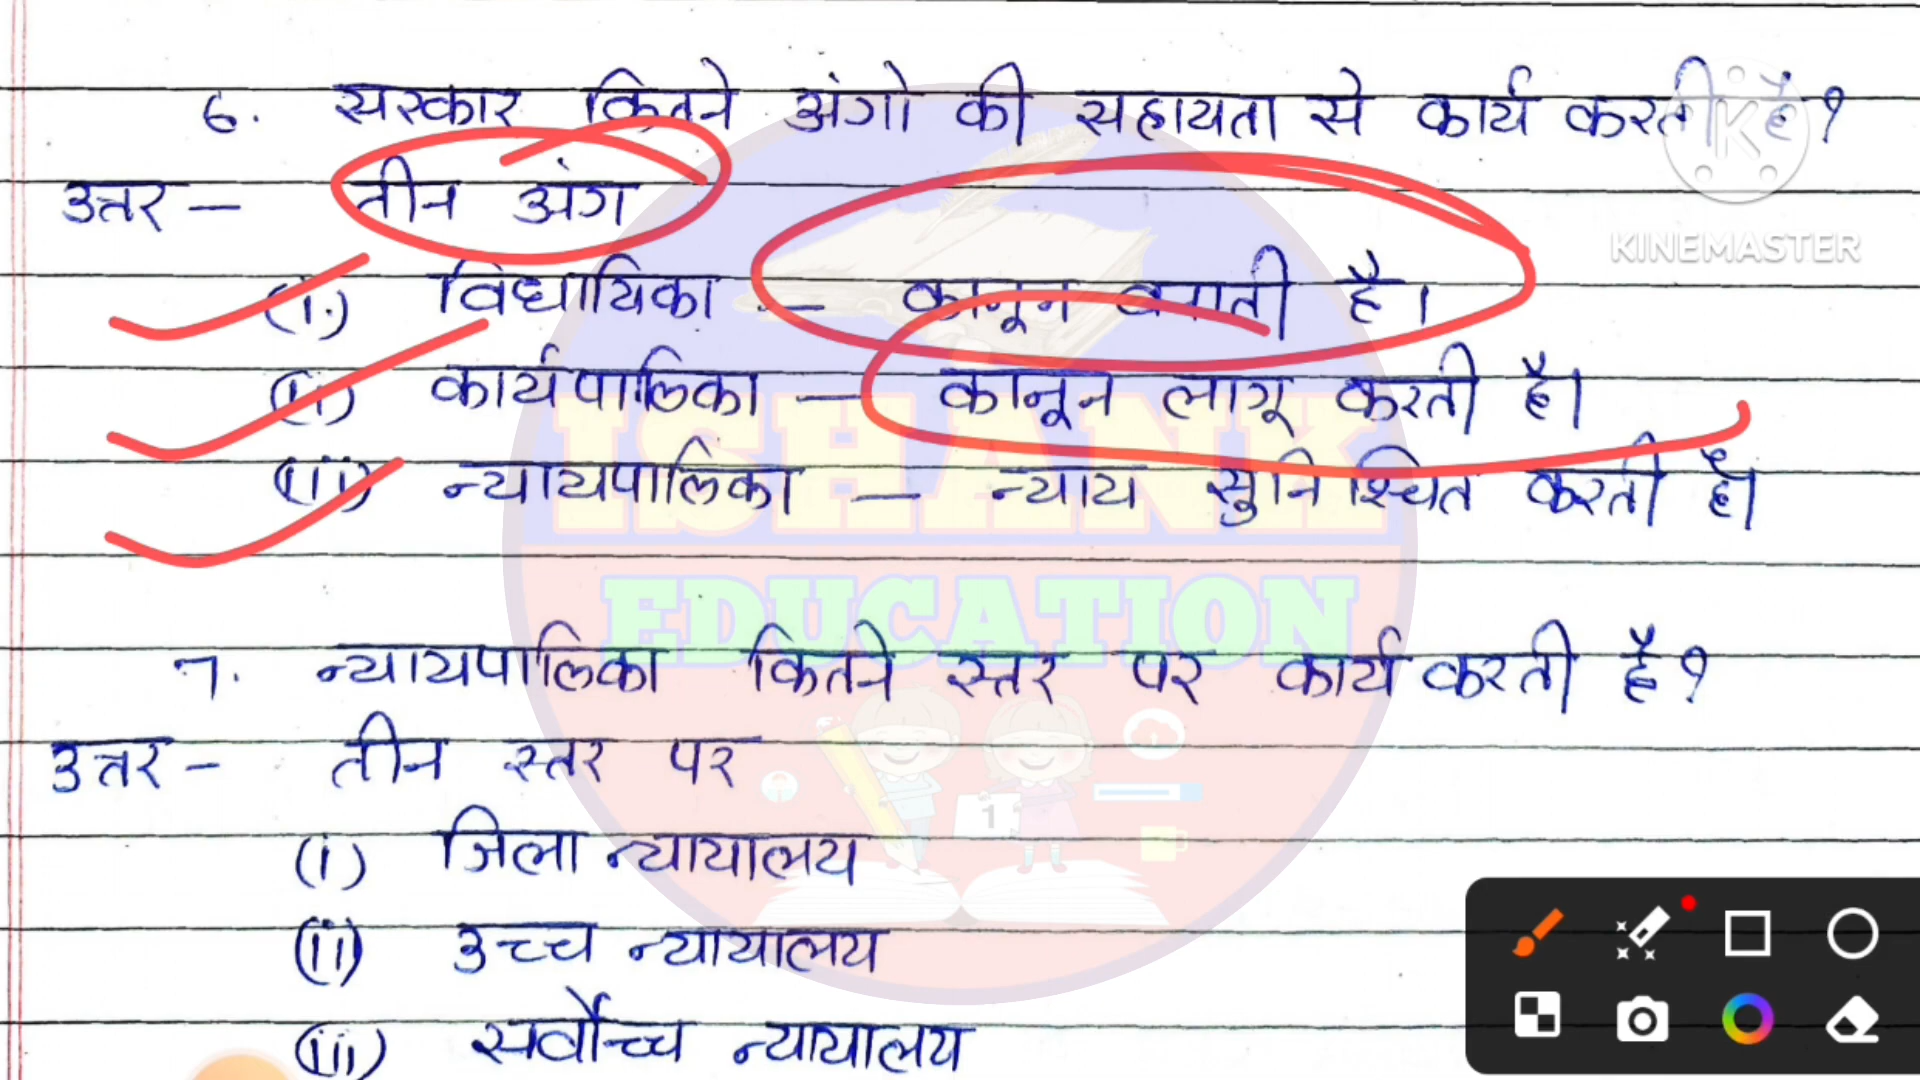 6. सरकार कितने अंगो की सहायता से कार्य करती है?
KINEMASTER
उत्तर — तीन अंग
(i.) विधायिका — कानून बनाती है।
(ii) कार्यपालिका — कानून लागू करती है।
(iii) न्यायपालिका — न्याय सुनिश्चित करती है।
ISHANK
EDUCATION
7. न्यायपालिका कितने स्तर पर कार्य करती है?
उत्तर - तीन स्तर पर
1
(i) जिला न्यायालय
(ii) उच्च न्यायालय
(iii) सर्वोच्च न्यायालय